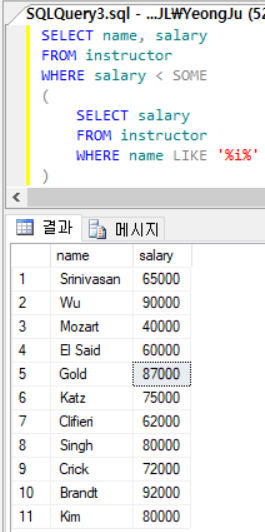 SQLQuery3.sql - ...JL₩YeongJu (52
SELECT name, salary
FROM instructor
WHERE salary < SOME
(
SELECT salary
FROM instructor
WHERE name LIKE '%i%'
)
결과 메시지
name salary
1 Srinivasan 65000
2 Wu 90000
3 Mozart 40000
4 El Said 60000
5 Gold 87000
6 Katz 75000
7 Clifieri 62000
8 Singh 80000
9 Crick 72000
10 Brandt 92000
11 Kim 80000